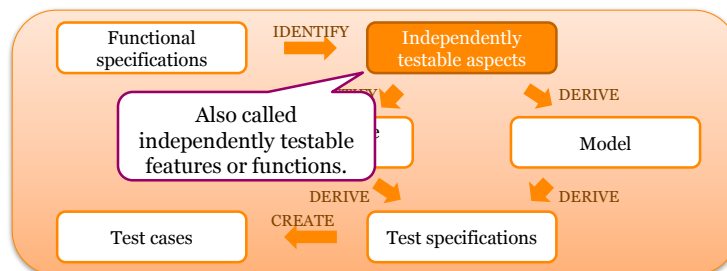 Functional
specifications
IDENTIFY
Independently
testable aspects
Also called
independently testable
features or functions.
DERIVE
Model
DERIVE
DERIVE
Test cases
CREATE
Test specifications